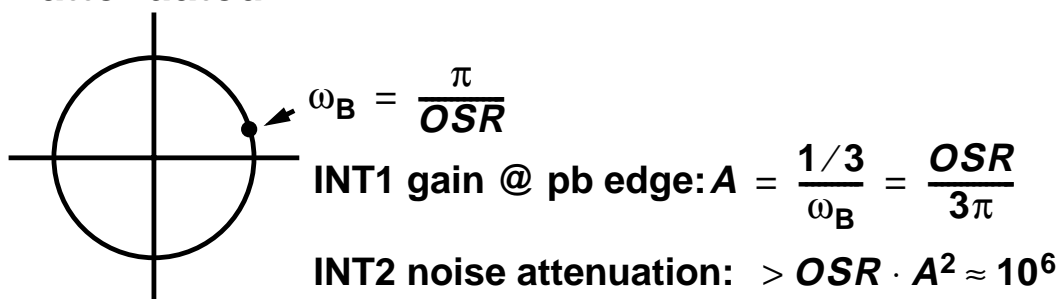 ω_B = π/OSR
INT1 gain @ pb edge: A = (1/3)/ω_B = OSR/(3π)
INT2 noise attenuation: > OSR · A² ≈ 10⁶